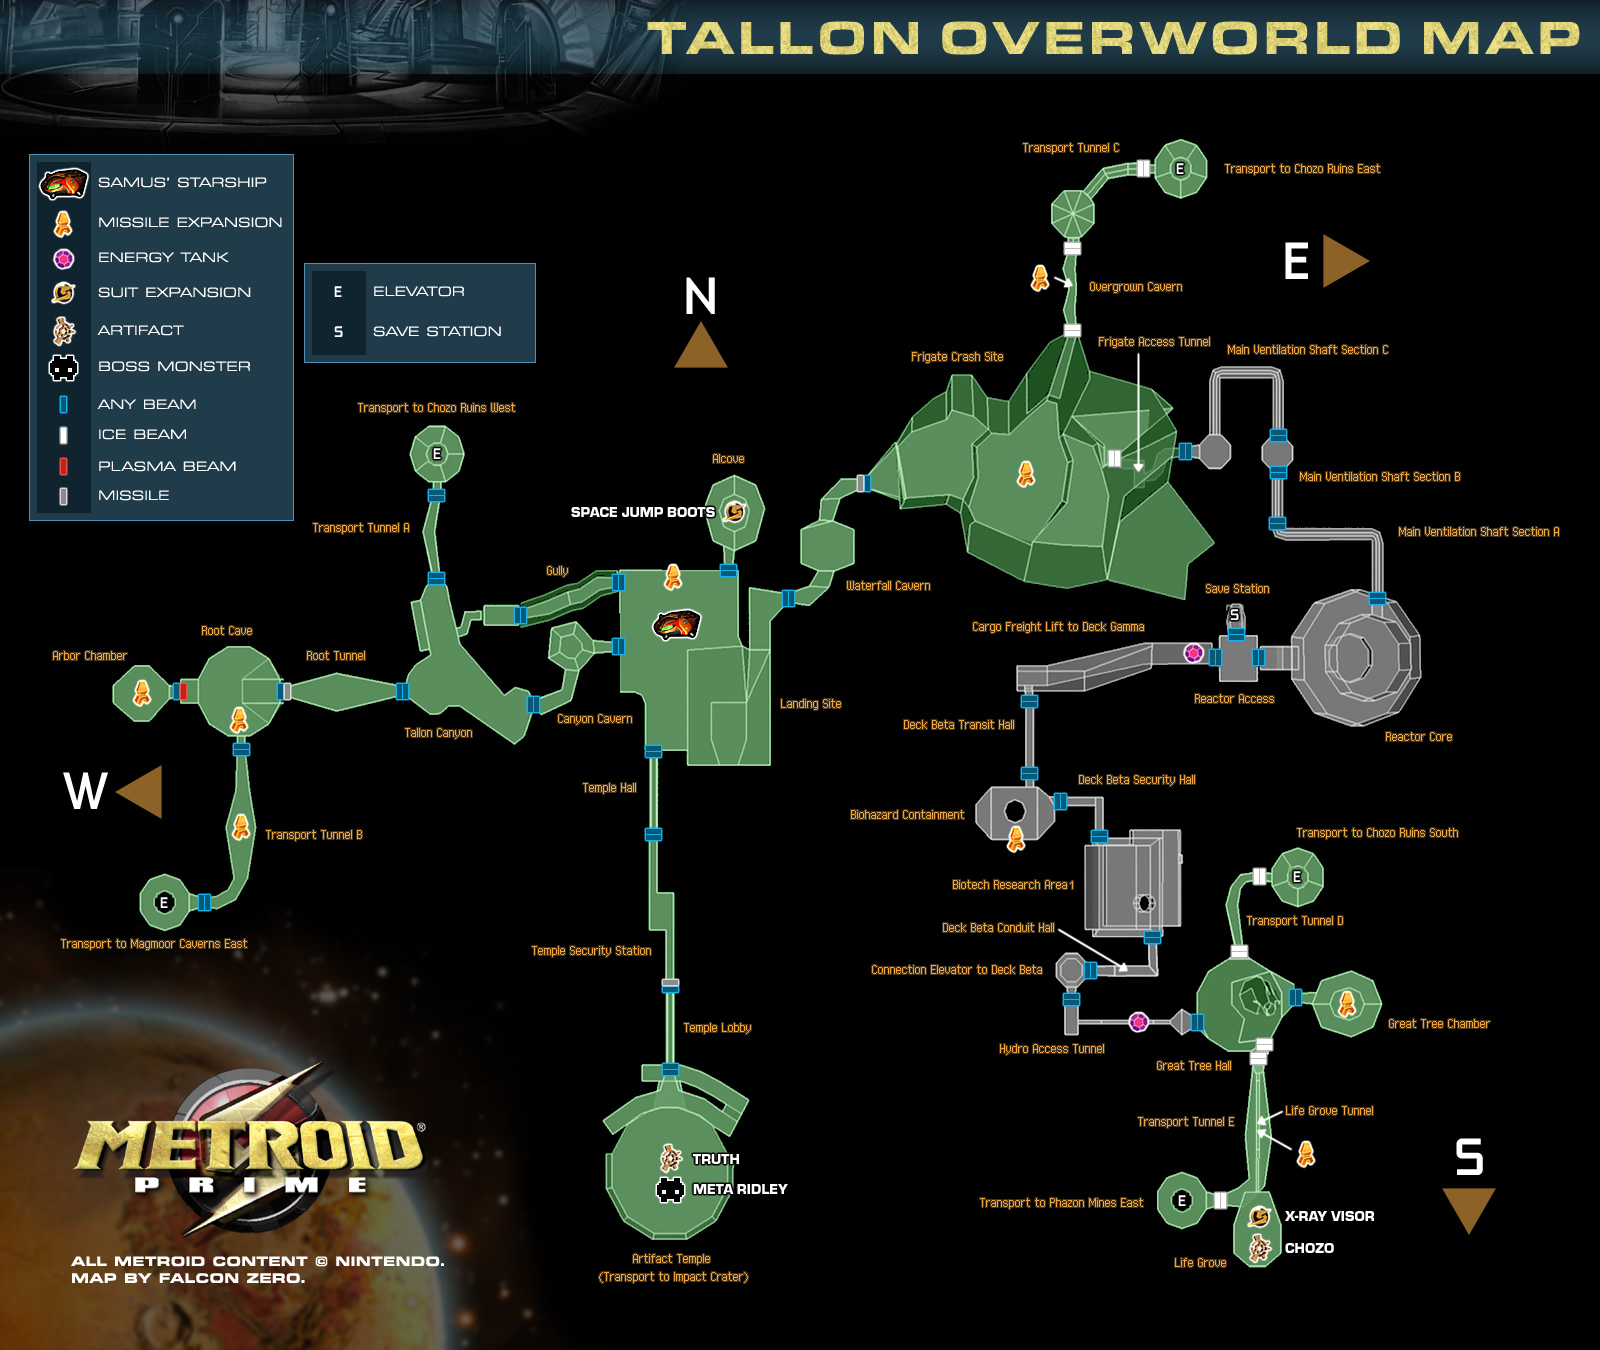 TALLON OVERWORLD MAP
SAMUS' STARSHIP
MISSILE EXPANSION
ENERGY TANK
SUIT EXPANSION
ARTIFACT
BOSS MONSTER
ANY BEAM
ICE BEAM
PLASMA BEAM
MISSILE
E ELEVATOR
S SAVE STATION
N
E
W
S
Transport Tunnel C
E
Transport to Chozo Ruins East
Overgrown Cavern
Frigate Access Tunnel
Main Ventilation Shaft Section C
Frigate Crash Site
Transport to Chozo Ruins West
E
Alcove
SPACE JUMP BOOTS
Main Ventilation Shaft Section B
Transport Tunnel A
Main Ventilation Shaft Section A
Gully
Waterfall Cavern
Save Station
S
Cargo Freight Lift to Deck Gamma
Root Cave
Arbor Chamber
Root Tunnel
Reactor Access
Landing Site
Canyon Cavern
Deck Beta Transit Hall
Tallon Canyon
Reactor Core
Temple Hall
Deck Beta Security Hall
Biohazard Containment
Transport Tunnel B
Transport to Chozo Ruins South
E
Biotech Research Area 1
E
Transport Tunnel D
Deck Beta Conduit Hall
Transport to Magmoor Caverns East
Temple Security Station
Connection Elevator to Deck Beta
Temple Lobby
Great Tree Chamber
Hydro Access Tunnel
Great Tree Hall
Life Grove Tunnel
Transport Tunnel E
TRUTH
META RIDLEY
Transport to Phazon Mines East
E
X-RAY VISOR
CHOZO
Life Grove
Artifact Temple
(Transport to Impact Crater)
METROID®
PRIME
ALL METROID CONTENT © NINTENDO.
MAP BY FALCON ZERO.